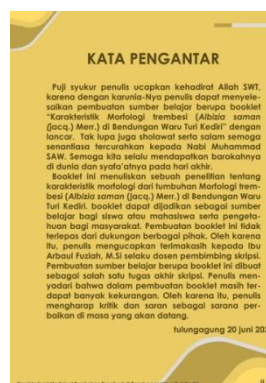 KATA PENGANTAR
Puji syukur penulis ucapkan kehadirat Allah SWT,
karena dengan karunia-Nya penulis dapat menyele-
saikan pembuatan sumber belajar berupa booklet
"Karakteristik Morfologi trembesi (Albizia saman
(jacq.) Merr.) di Bendungan Waru Turi Kediri" dengan
lancar. Tak lupa juga sholawat serta salam semoga
senantiasa tercurahkan kepada Nabi Muhammad
SAW. Semoga kita selalu mendapatkan barokahnya
di dunia dan syafa'atnya pada hari akhir.
Booklet ini menuliskan sebuah penelitian tentang
karakteristik morfologi dari tumbuhan Morfologi trem-
besi (Albizia saman (jacq.) Merr.) di Bendungan Waru
Turi Kediri. booklet dapat dijadikan sebagai sumber
belajar bagi siswa atau mahasiswa serta pengeta-
huan bagi masyarakat. Pembuatan booklet ini tidak
terlepas dari dukungan berbagai pihak. Oleh karena
itu, penulis mengucapkan terimakasih kepada Ibu
Arbaul Fuziah, M.Si selaku dosen pembimbing skripsi.
Pembuatan sumber belajar berupa booklet ini dibuat
sebagai salah satu tugas akhir skripsi. Penulis men-
yadari bahwa dalam pembuatan booklet masih ter-
dapat banyak kekurangan. Oleh karena itu, penulis
mengharap kritik dan saran sebagai sarana per-
baikan di masa yang akan datang.
tulungagung 20 juni 202